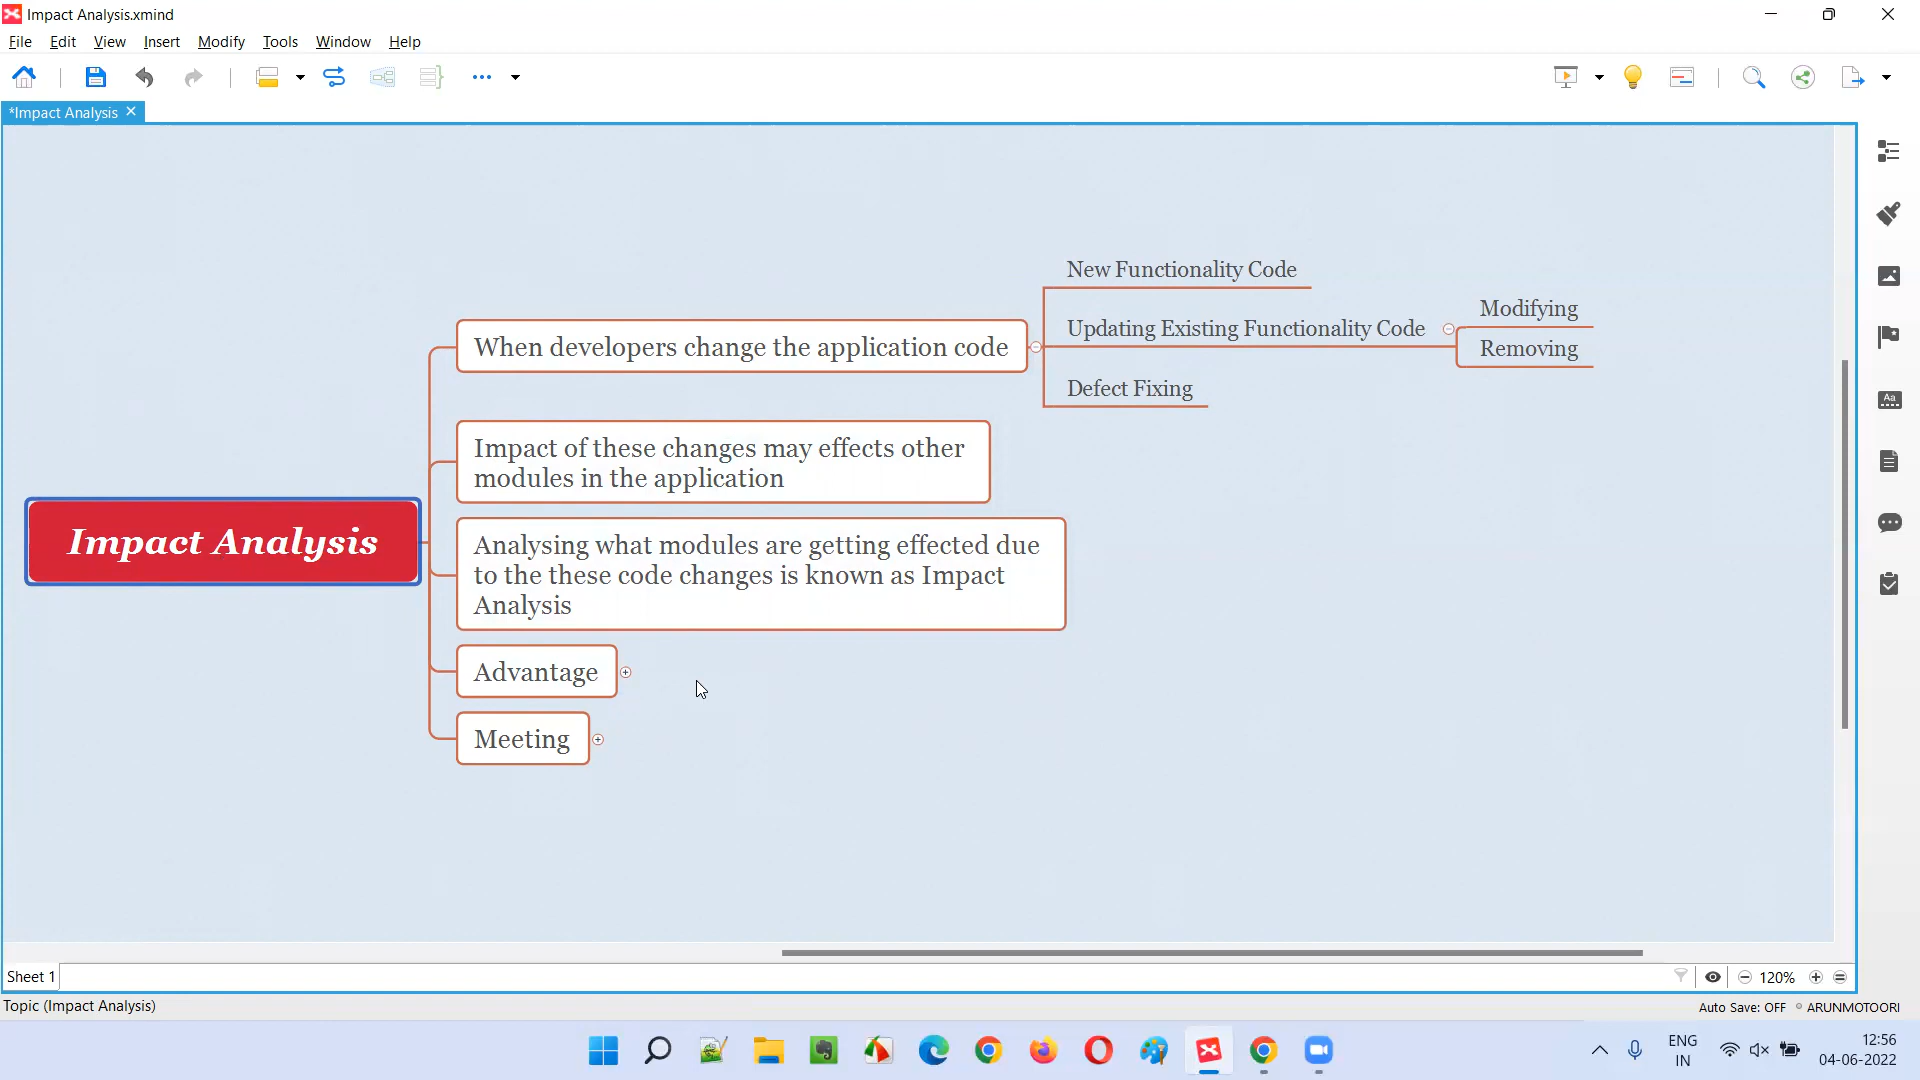 Impact Analysis.xmind
File Edit View Insert Modify Tools Window Help
*Impact Analysis
New Functionality Code
Modifying
Updating Existing Functionality Code
When developers change the application code
Removing
Defect Fixing
Impact of these changes may effects other
modules in the application
Impact Analysis
Analysing what modules are getting effected due
to the these code changes is known as Impact
Analysis
Advantage
Meeting
Aa
Sheet 1
120%
Topic (Impact Analysis)
Auto Save: OFF
ARUNMOTOORI
ENG
IN
12:56
04-06-2022